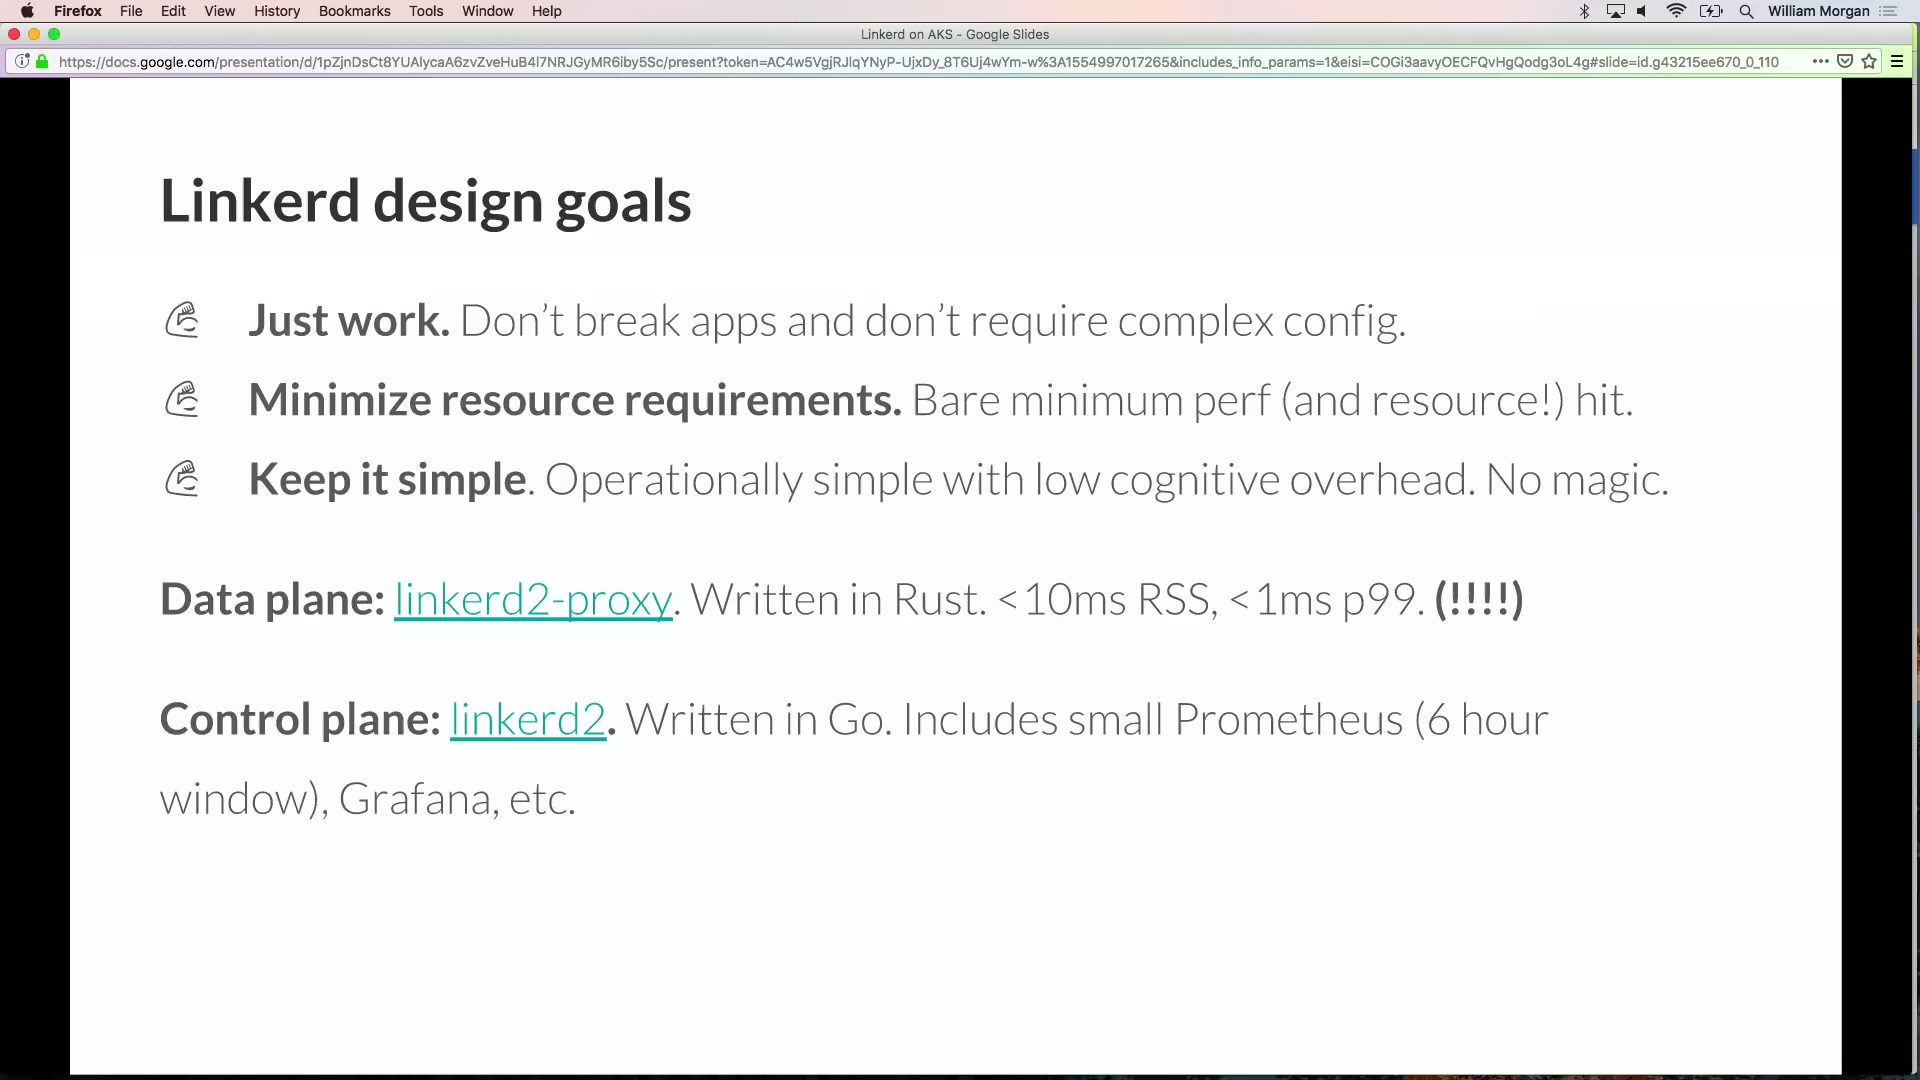 Firefox File Edit View History Bookmarks Tools Window Help William Morgan
Linkerd on AKS - Google Slides
https://docs.google.com/presentation/d/1pZjnDsCt8YUAlycaA6zvZveHuB4l7NRJGyMR6iby5Sc/present?token=AC4w5VgjRJlqYNyP-UjxDy_8T6Uj4wYm-w%3A1554997017265&includes_info_params=1&eisi=COGi3aavyOECFQvHgQodg3oL4g#slide=id.g43215ee670_0_110
Linkerd design goals
Just work. Don’t break apps and don’t require complex config.
Minimize resource requirements. Bare minimum perf (and resource!) hit.
Keep it simple. Operationally simple with low cognitive overhead. No magic.
Data plane: linkerd2-proxy. Written in Rust. <10ms RSS, <1ms p99. (!!!!)
Control plane: linkerd2. Written in Go. Includes small Prometheus (6 hour
window), Grafana, etc.